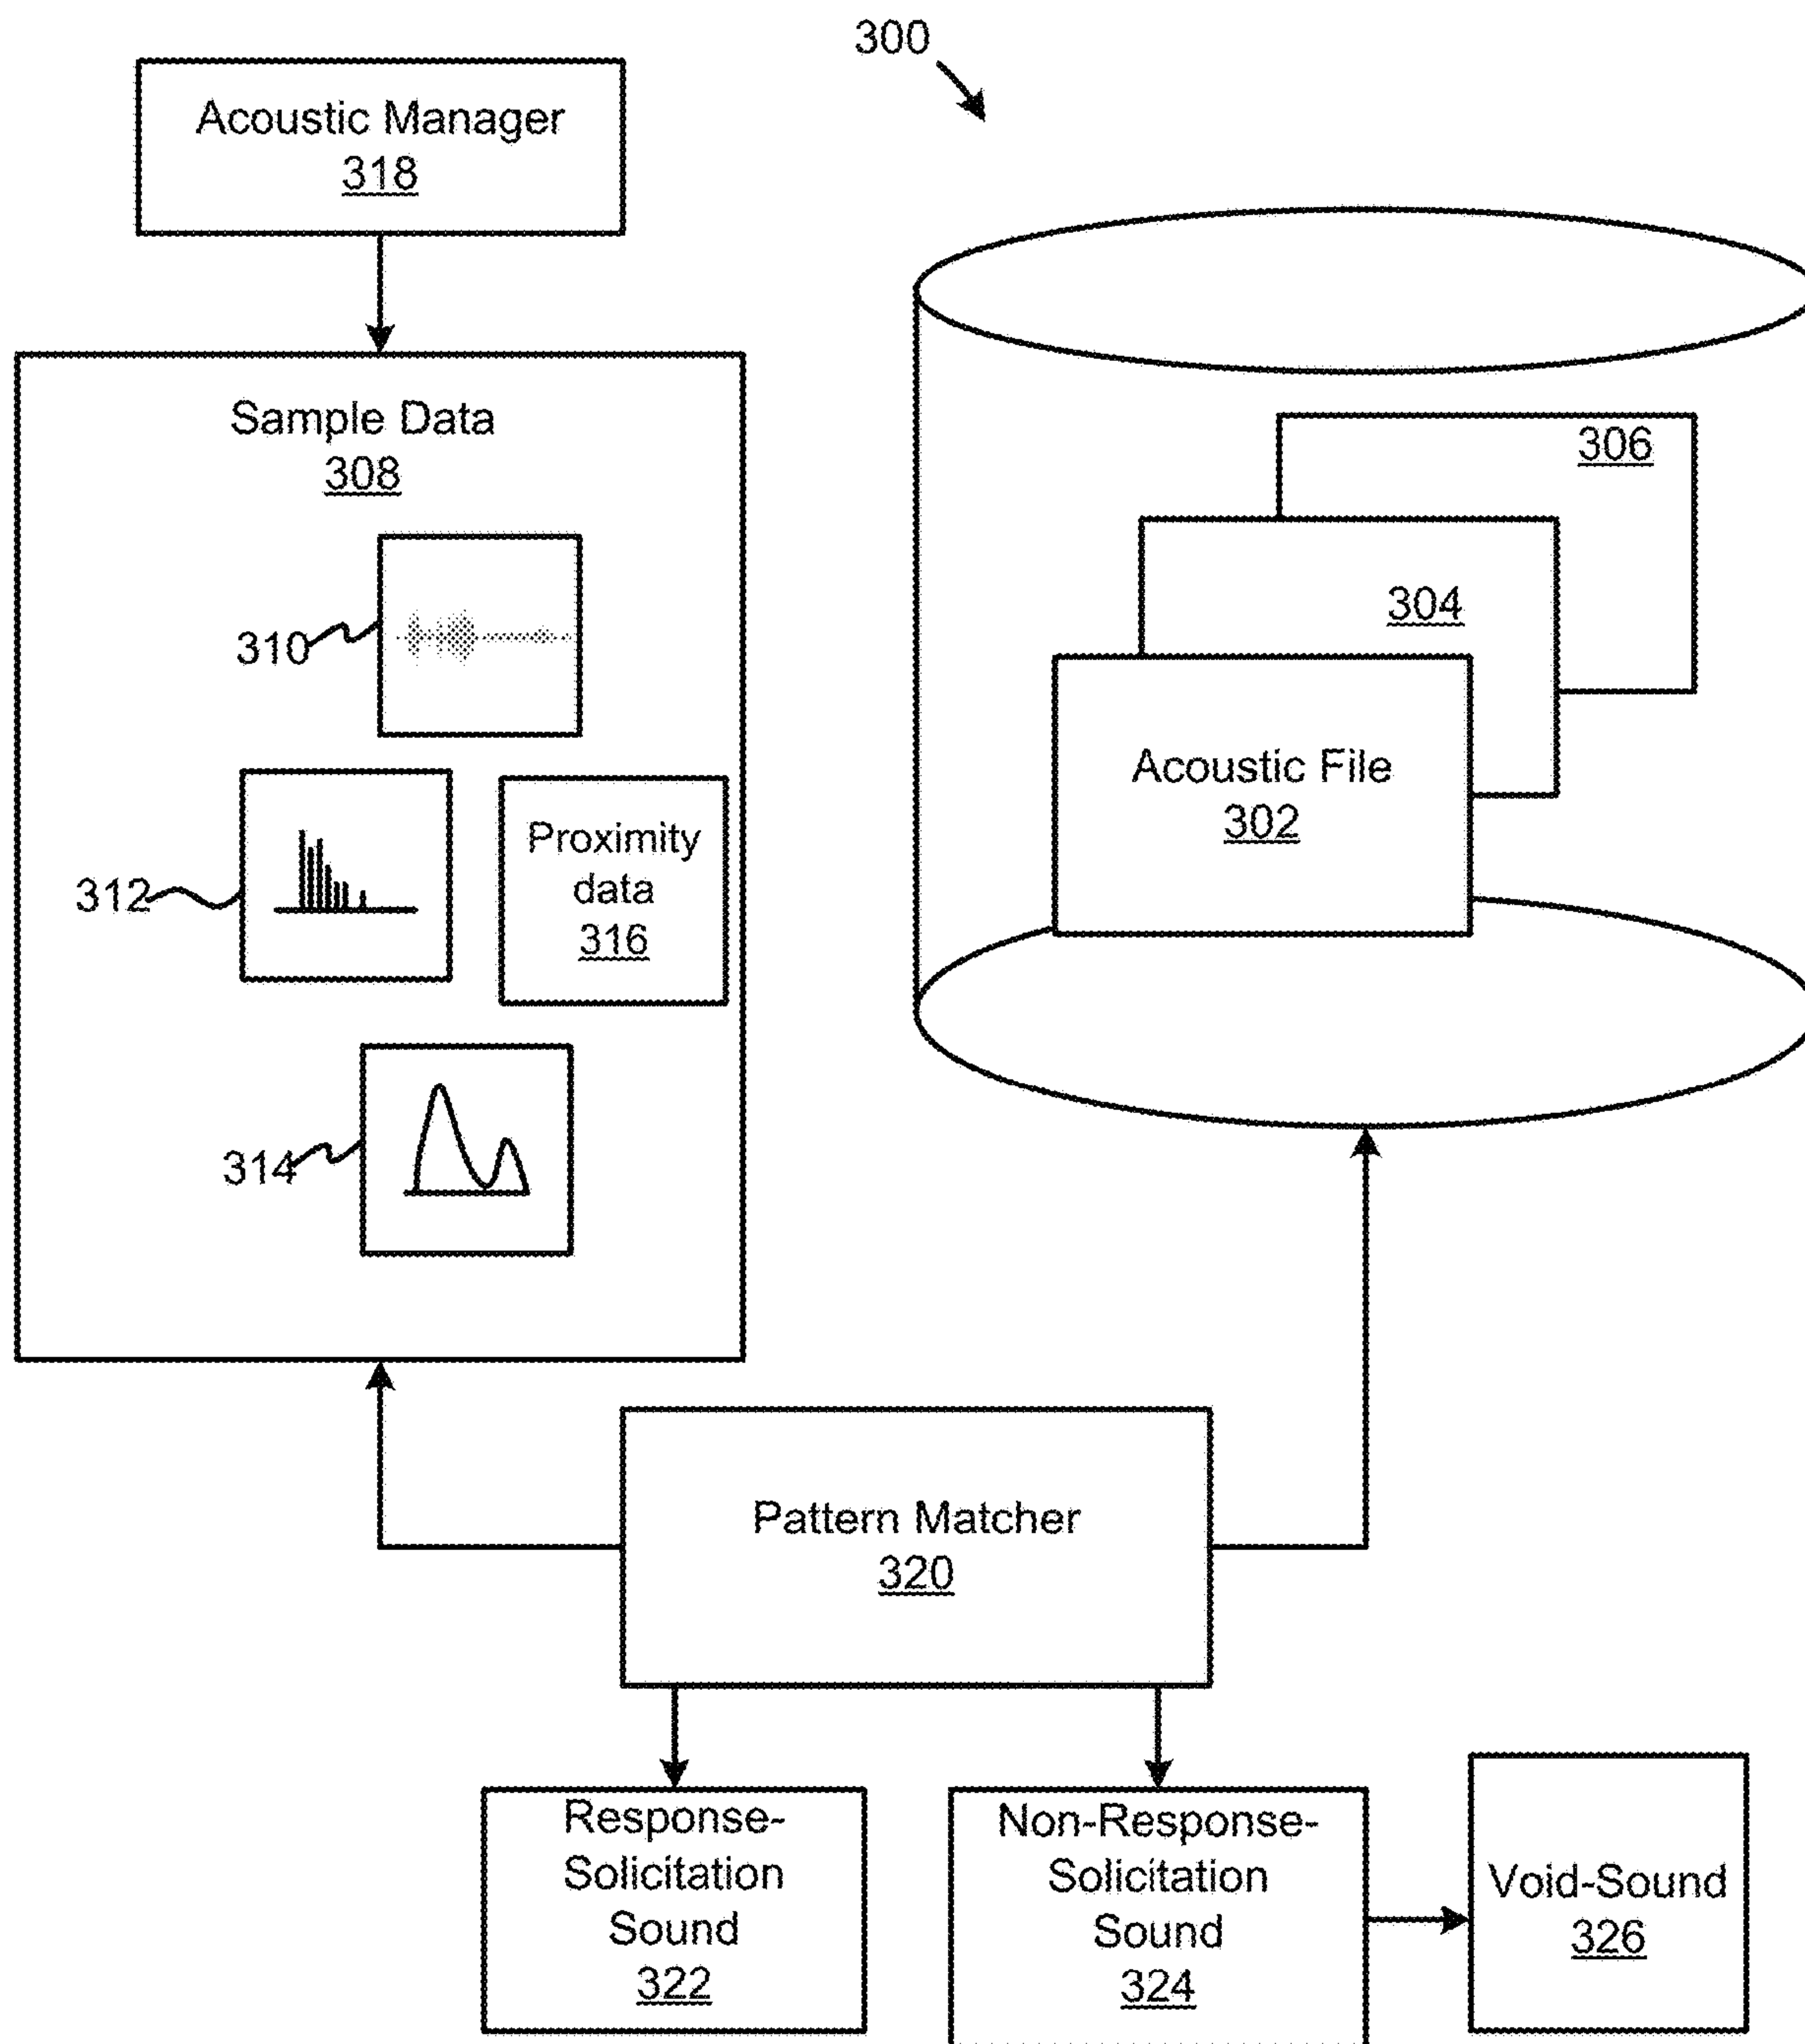 300
Acoustic Manager
318
Sample Data
308
310
312
Proximity
data
316
314
306
304
Acoustic File
302
Pattern Matcher
320
Response-
Solicitation
Sound
322
Non-Response-
Solicitation
Sound
324
Void-Sound
326